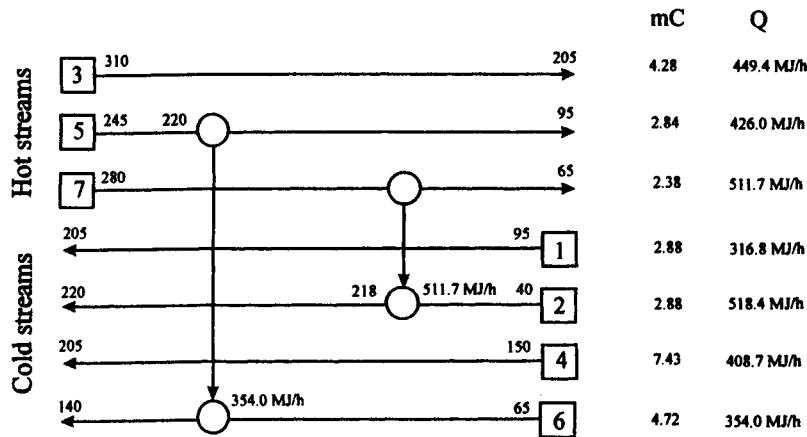 mC Q
Hot streams
3 310 205 4.28 449.4 MJ/h
5 245 220 95 2.84 426.0 MJ/h
7 280 65 2.38 511.7 MJ/h
Cold streams
205 95 1 2.88 316.8 MJ/h
220 218 511.7 MJ/h 40 2 2.88 518.4 MJ/h
205 150 4 7.43 408.7 MJ/h
140 354.0 MJ/h 65 6 4.72 354.0 MJ/h